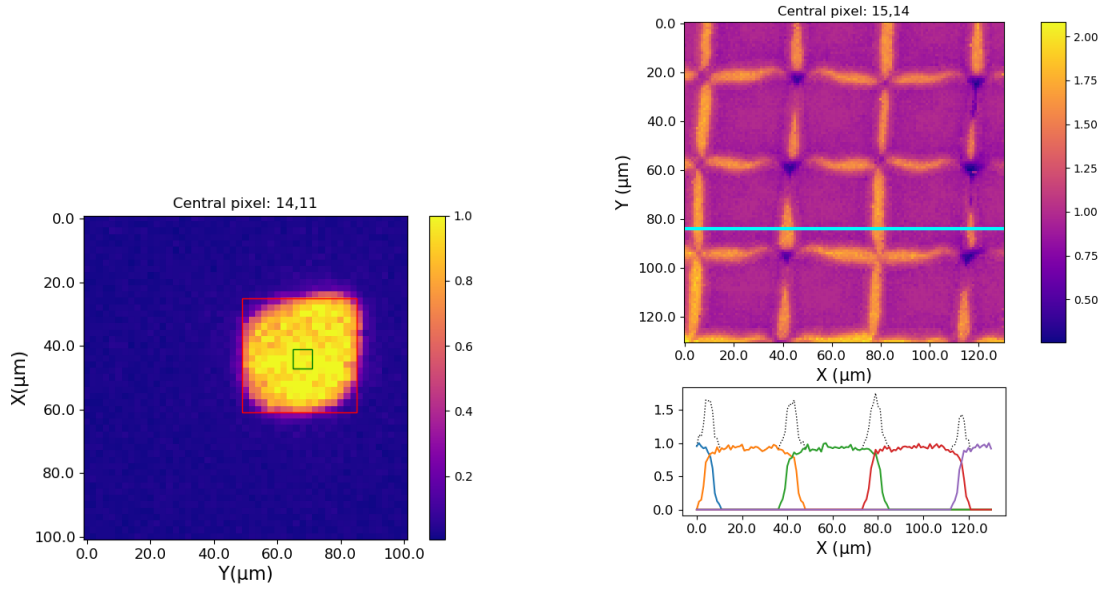 Central pixel: 14,11
0.0
20.0
40.0
60.0
80.0
100.0
X(μm)
0.0 20.0 40.0 60.0 80.0 100.0
Y(μm)
1.0
0.8
0.6
0.4
0.2
Central pixel: 15,14
0.0
20.0
40.0
60.0
80.0
100.0
120.0
Y (μm)
0.0 20.0 40.0 60.0 80.0 100.0 120.0
X (μm)
2.00
1.75
1.50
1.25
1.00
0.75
0.50
1.5
1.0
0.5
0.0
0.0 20.0 40.0 60.0 80.0 100.0 120.0
X (μm)